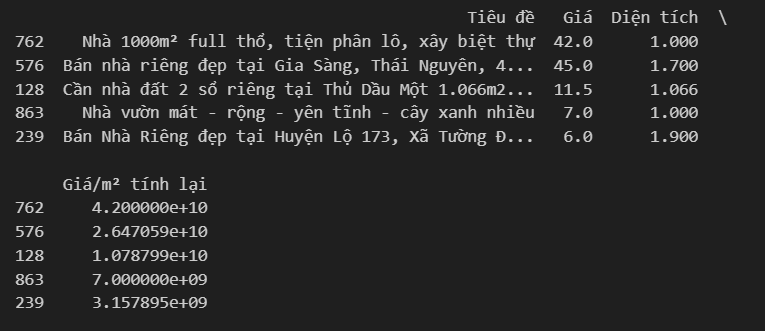 Tiêu đề Giá Diện tích \
762 Nhà 1000m² full thổ, tiện phân lô, xây biệt thự 42.0 1.000
576 Bán nhà riêng đẹp tại Gia Sàng, Thái Nguyên, 4... 45.0 1.700
128 Cần nhà đất 2 sổ riêng tại Thủ Dầu Một 1.066m2... 11.5 1.066
863 Nhà vườn mát - rộng - yên tĩnh - cây xanh nhiều 7.0 1.000
239 Bán Nhà Riêng đẹp tại Huyện Lộ 173, Xã Tường Đ... 6.0 1.900
Giá/m² tính lại
762 4.200000e+10
576 2.647059e+10
128 1.078799e+10
863 7.000000e+09
239 3.157895e+09